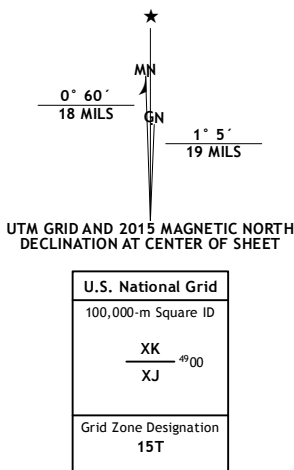 ★
MN
0° 60´
18 MILS
GN
1° 5´
19 MILS
UTM GRID AND 2015 MAGNETIC NORTH
DECLINATION AT CENTER OF SHEET
U.S. National Grid
100,000-m Square ID
XK
4900
XJ
Grid Zone Designation
15T